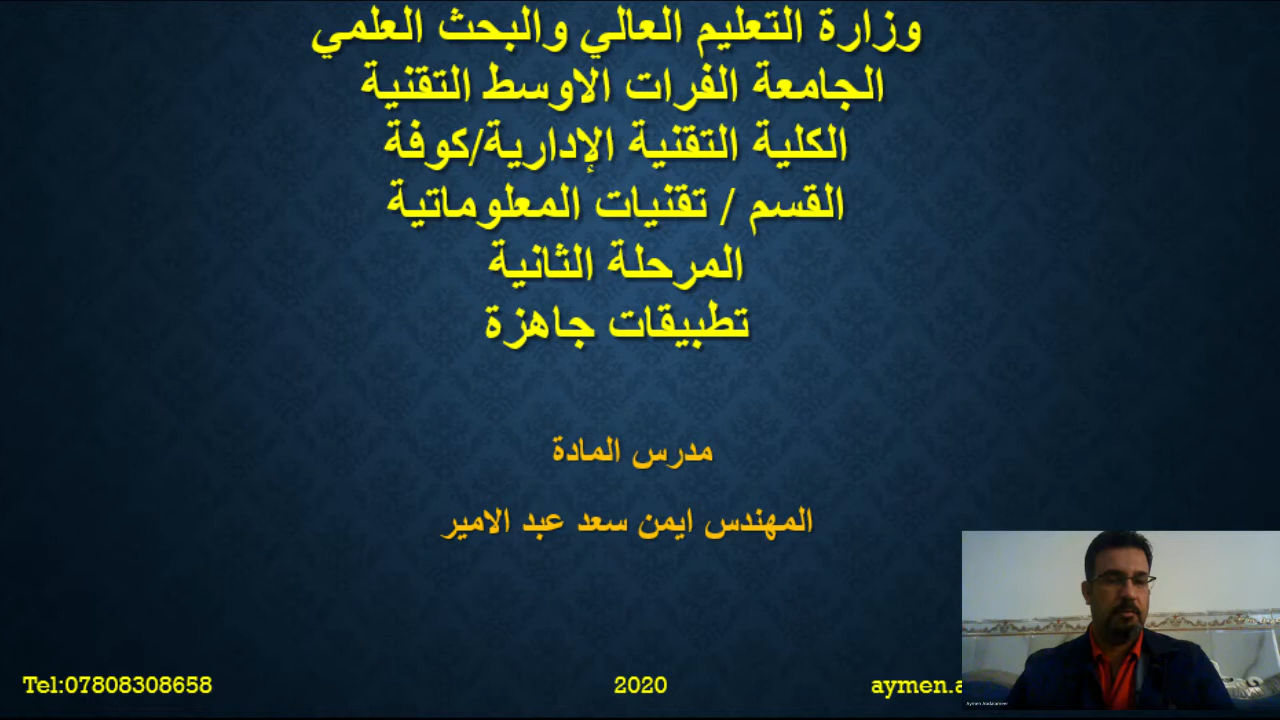 وزارة التعليم العالي والبحث العلمي
الجامعة الفرات الاوسط التقنية
الكلية التقنية الإدارية/كوفة
القسم / تقنيات المعلوماتية
المرحلة الثانية
تطبيقات جاهزة
مدرس المادة
المهندس ايمن سعد عبد الامير
Tel:07808308658
2020
aymen.a